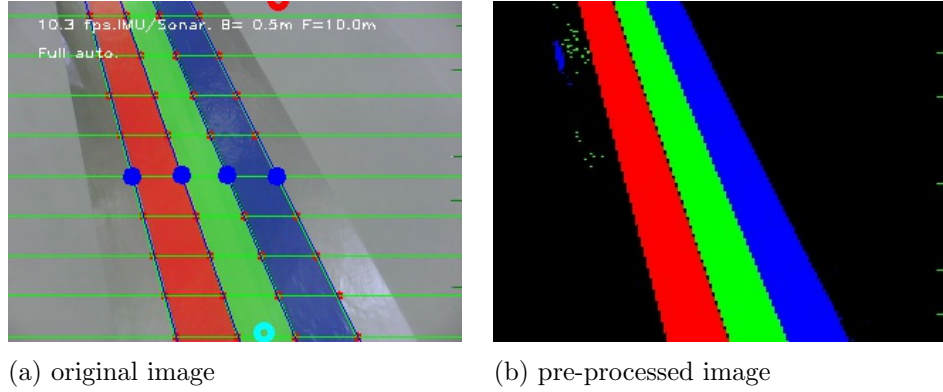 10.3 fps.IMU/Sonar. B= 0.5m F=10.0m
Full auto.
(a) original image
(b) pre-processed image